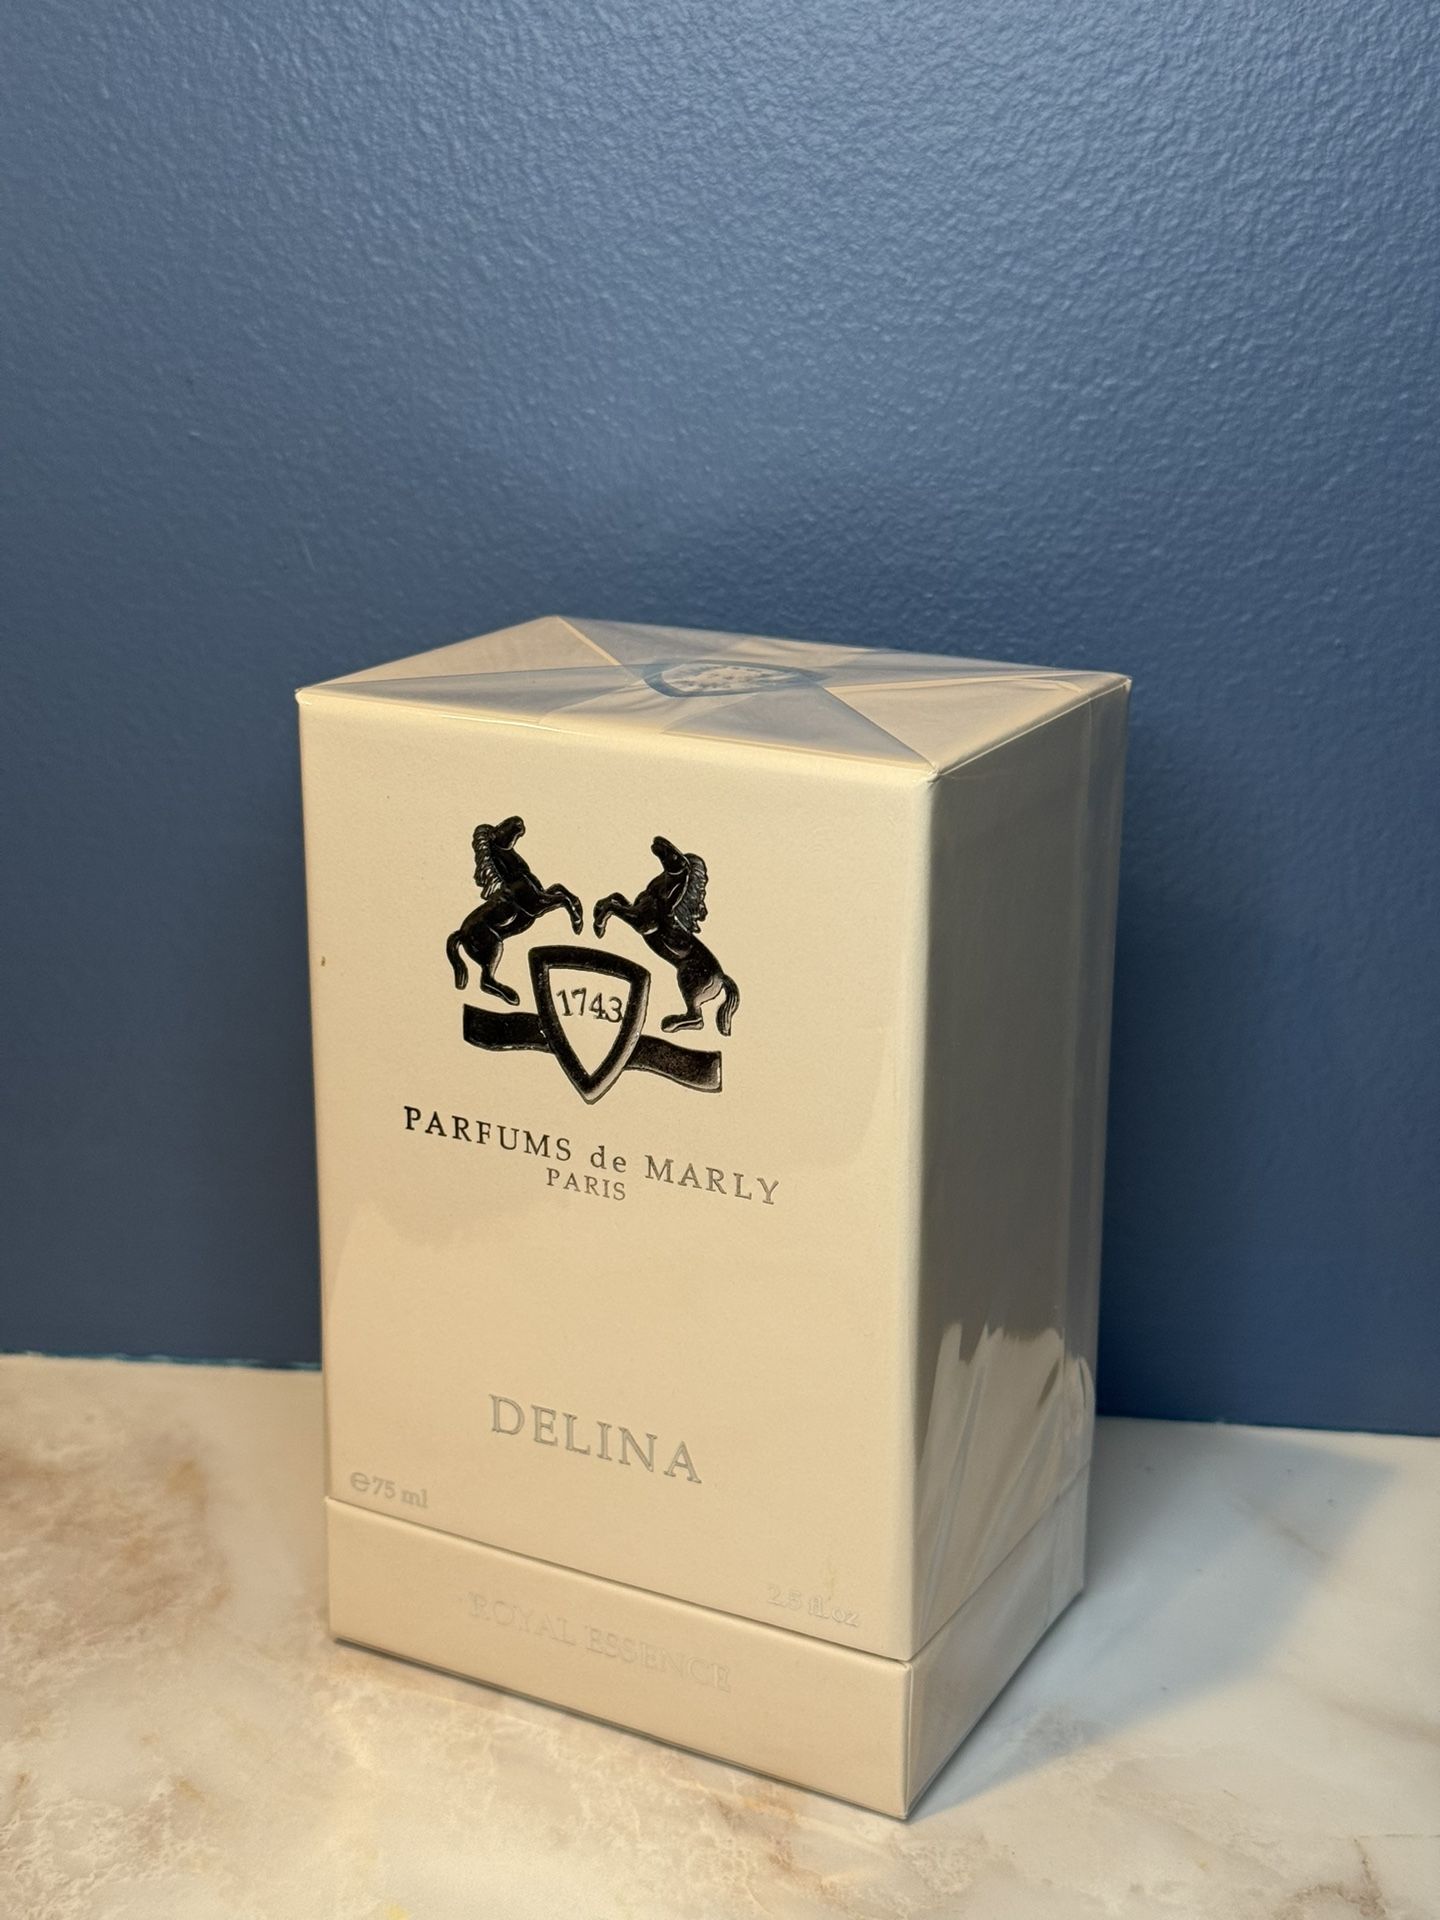 1743
PARFUMS de MARLY
PARIS
DELINA
℮75 ml
2.5 fl.oz
ROYAL ESSENCE